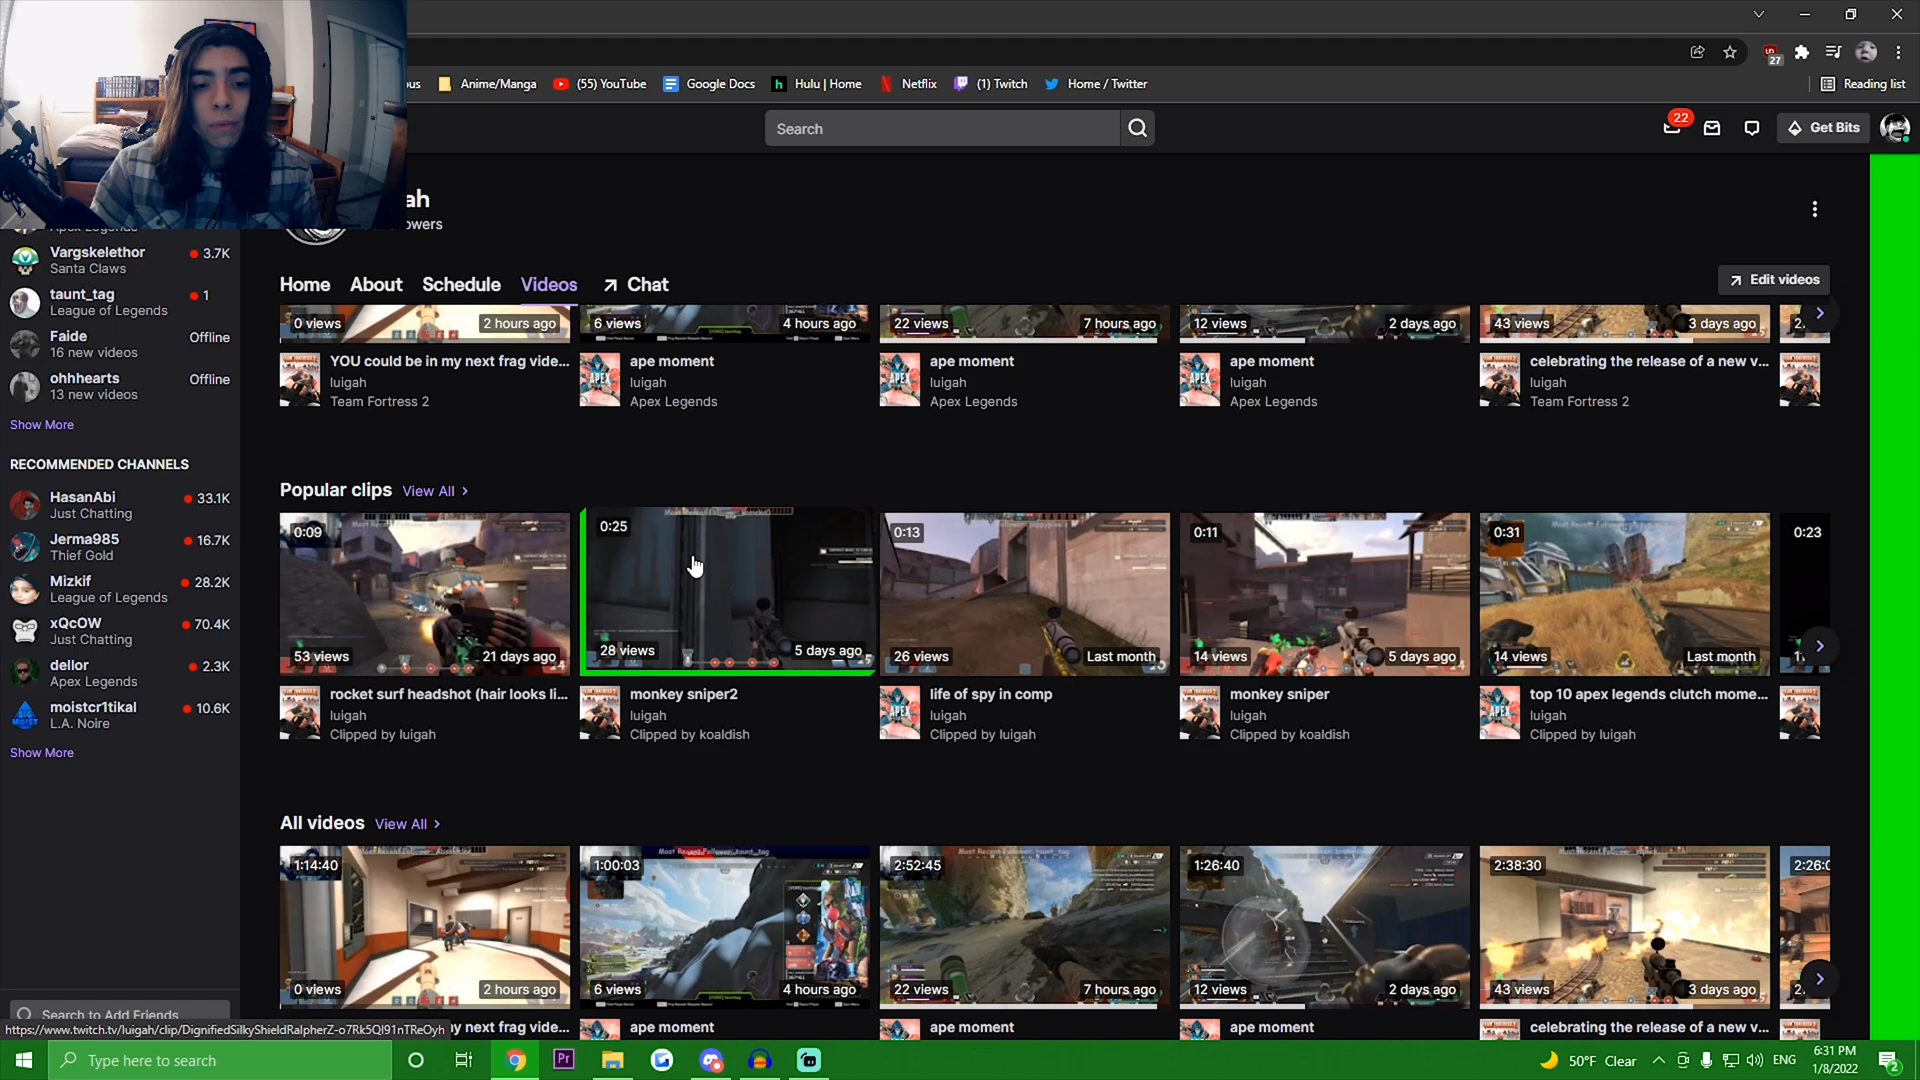 ous
Anime/Manga
(55) YouTube
Google Docs
Hulu | Home
Netflix
(1) Twitch
Home / Twitter
27
Reading list
Search
22
Get Bits
ah
owers
Home
About
Schedule
Videos
Chat
Edit videos
Apex Legends
Vargskelethor
3.7K
Santa Claws
taunt_tag
1
League of Legends
Faide
Offline
16 new videos
ohhhearts
Offline
13 new videos
Show More
RECOMMENDED CHANNELS
HasanAbi
33.1K
Just Chatting
Jerma985
16.7K
Thief Gold
Mizkif
28.2K
League of Legends
xQcOW
70.4K
Just Chatting
dellor
2.3K
Apex Legends
moistcr1tikal
10.6K
L.A. Noire
Show More
Search to Add Friends
0 views
2 hours ago
YOU could be in my next frag vide...
luigah
Team Fortress 2
6 views
4 hours ago
ape moment
luigah
Apex Legends
22 views
7 hours ago
ape moment
luigah
Apex Legends
12 views
2 days ago
ape moment
luigah
Apex Legends
43 views
3 days ago
celebrating the release of a new v...
luigah
Team Fortress 2
2.
Popular clips
View All
0:09
53 views
21 days ago
rocket surf headshot (hair looks li...
luigah
Clipped by luigah
0:25
28 views
5 days ago
monkey sniper2
luigah
Clipped by koaldish
0:13
26 views
Last month
life of spy in comp
luigah
Clipped by luigah
0:11
14 views
5 days ago
monkey sniper
luigah
Clipped by koaldish
0:31
14 views
Last month
top 10 apex legends clutch mome...
luigah
Clipped by luigah
0:23
All videos
View All
1:14:40
0 views
2 hours ago
y next frag vide...
1:00:03
6 views
4 hours ago
ape moment
2:52:45
22 views
7 hours ago
ape moment
1:26:40
12 views
2 days ago
ape moment
2:38:30
43 views
3 days ago
celebrating the release of a new v...
2:26:0
https://www.twitch.tv/luigah/clip/DignifiedSilkyShieldRalpherZ-o7Rk5QI91nTReOyh
Type here to search
Pr
50°F Clear
ENG
6:31 PM
1/8/2022
2